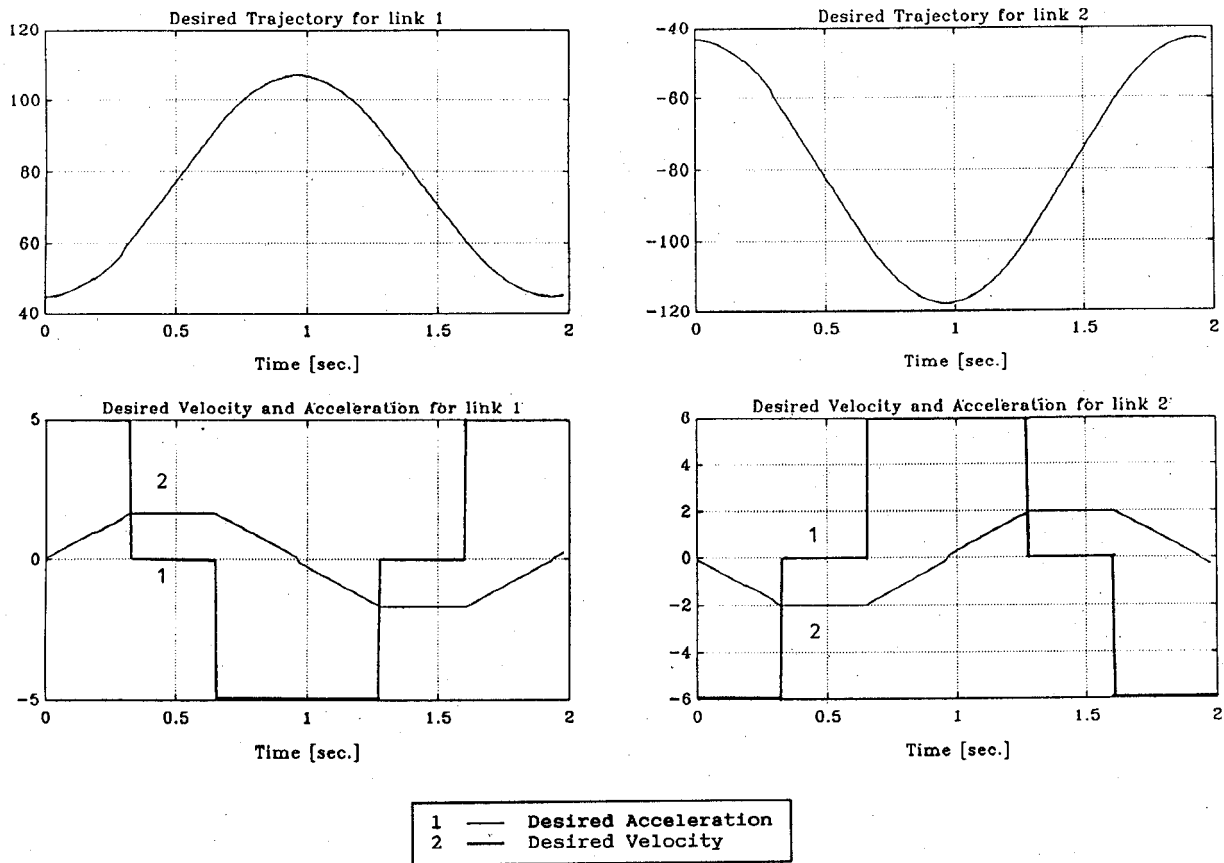 Desired Trajectory for link 1
120
100
80
60
40
0 0.5 1 1.5 2
Time [sec.]
Desired Trajectory for link 2
-40
-60
-80
-100
-120
0 0.5 1 1.5 2
Time [sec.]
Desired Velocity and Acceleration for link 1
5
0
-5
2
1
0 0.5 1 1.5 2
Time [sec.]
Desired Velocity and Acceleration for link 2
6
4
2
0
-2
-4
-6
1
2
0 0.5 1 1.5 2
Time [sec.]
1 — Desired Acceleration
2 — Desired Velocity